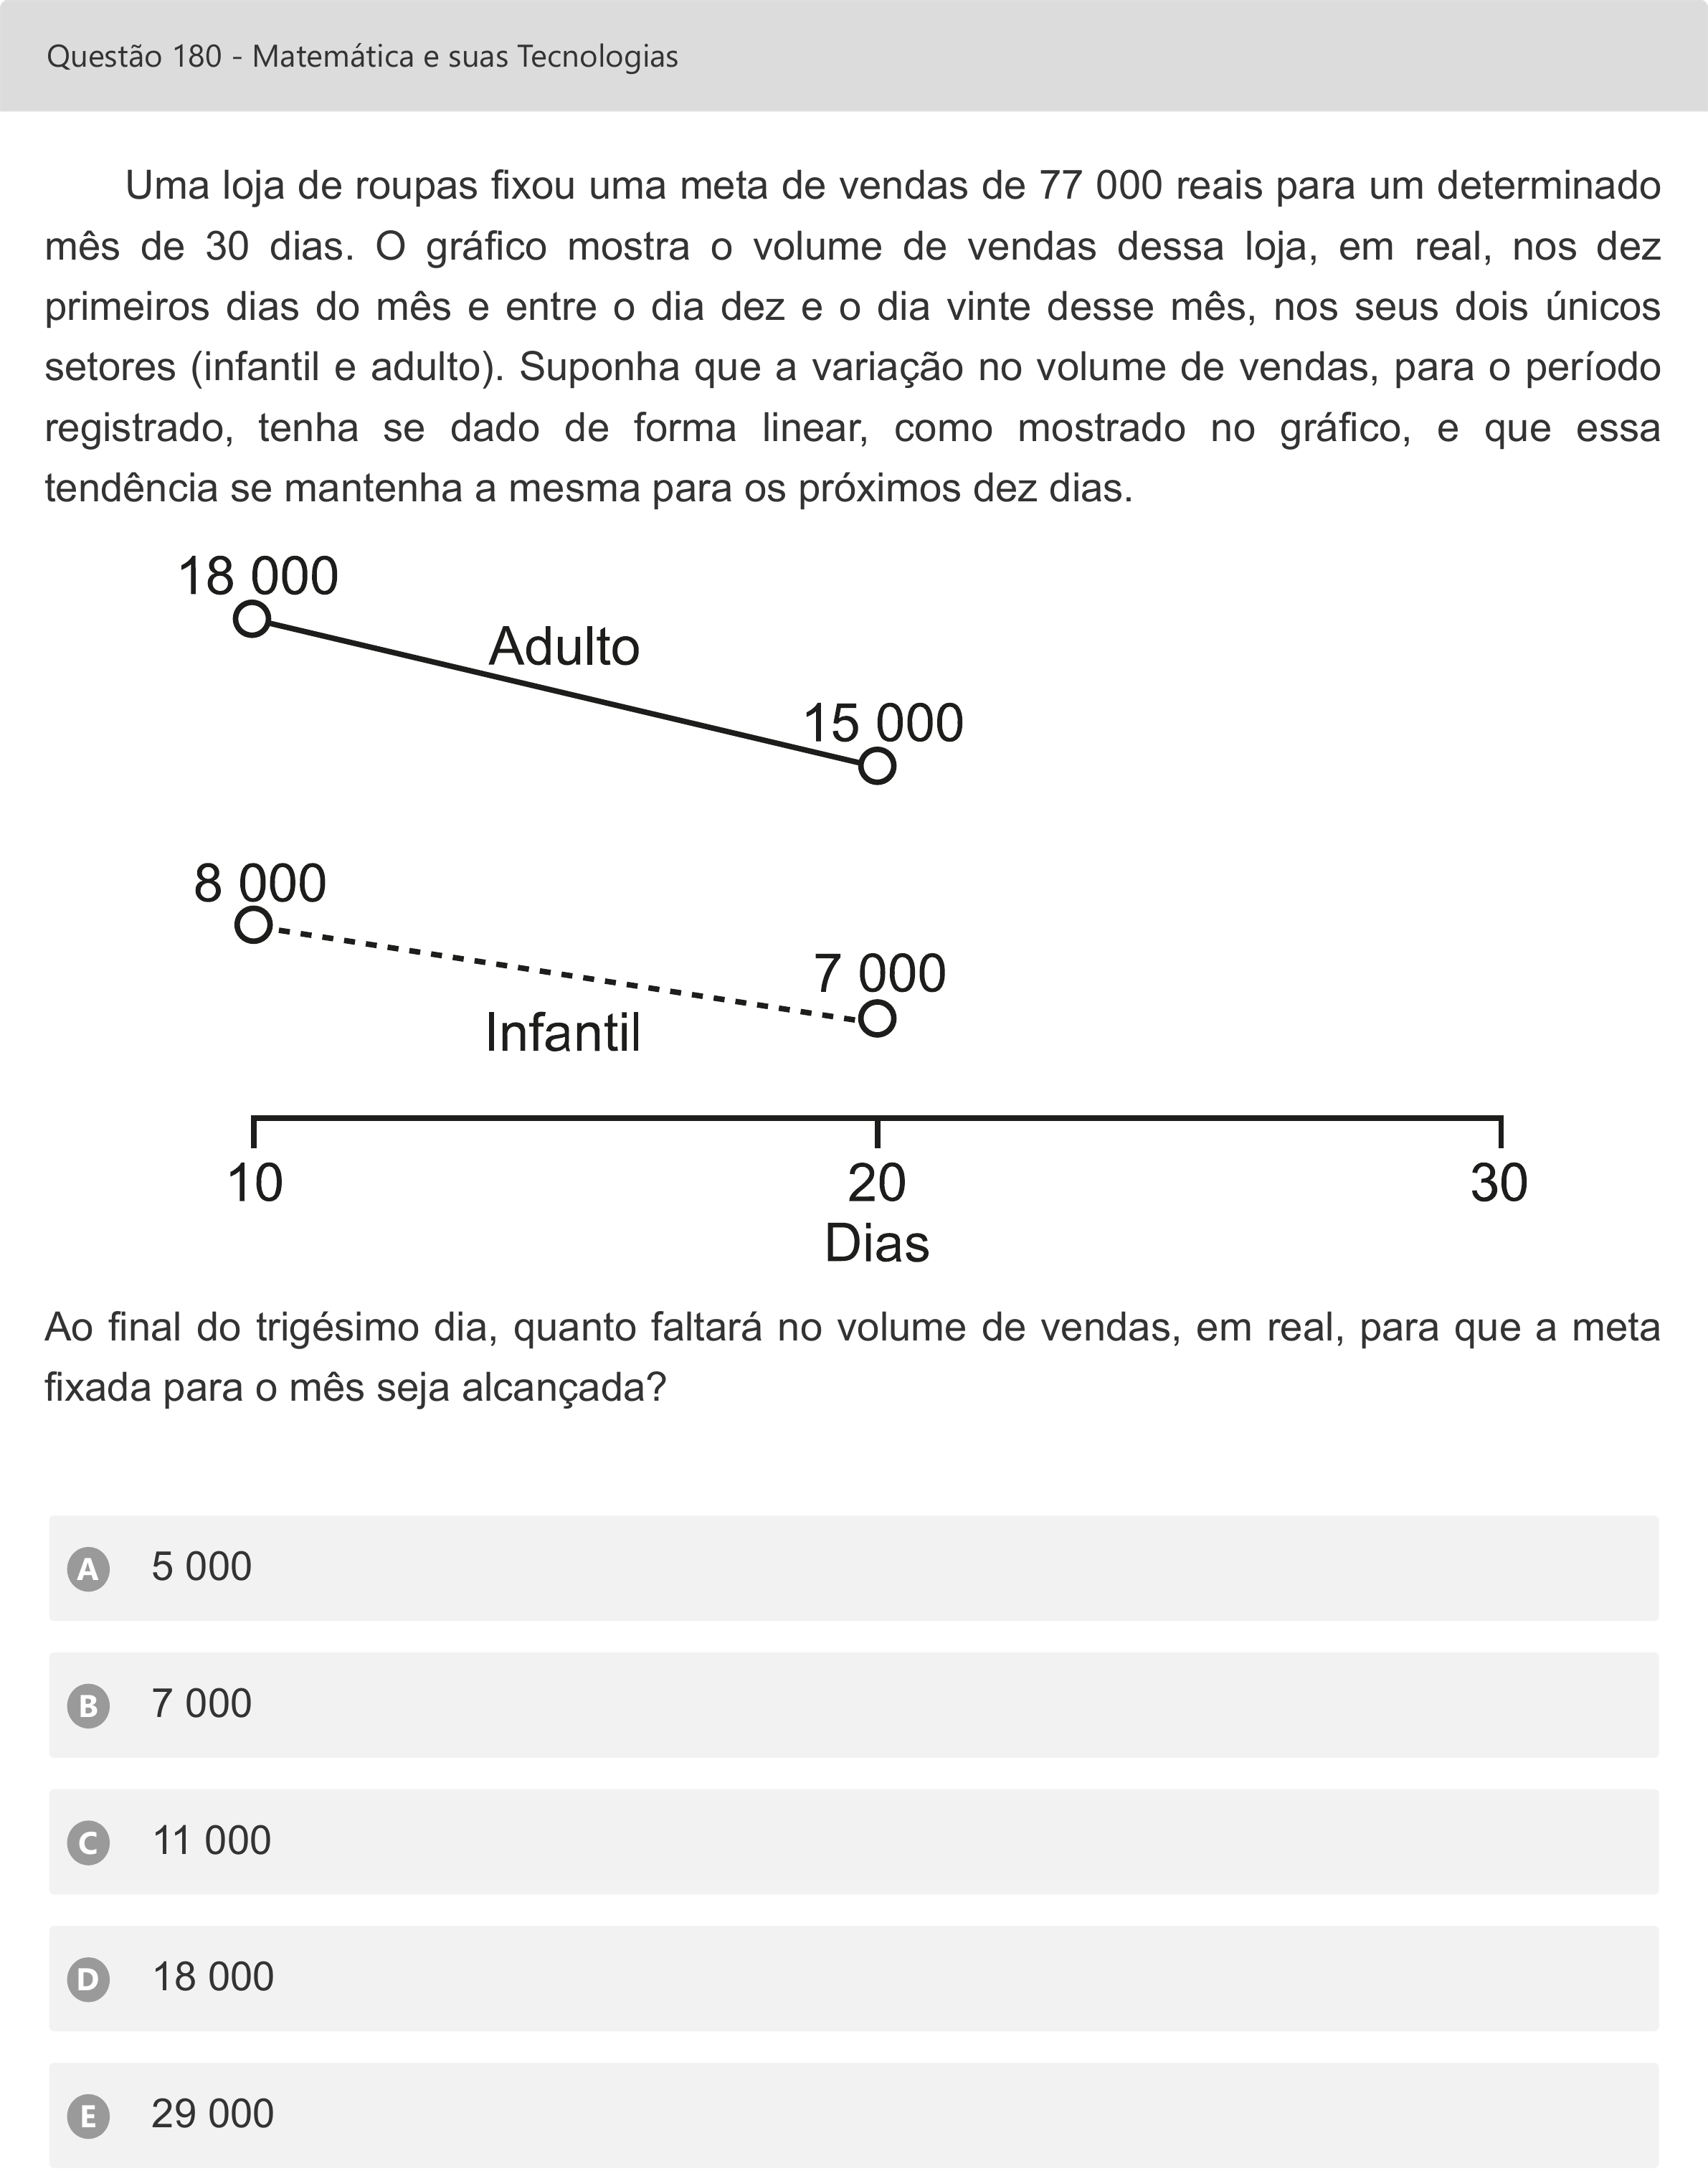 Questão 180 - Matemática e suas Tecnologias
Uma loja de roupas fixou uma meta de vendas de 77 000 reais para um determinado
mês de 30 dias. O gráfico mostra o volume de vendas dessa loja, em real, nos dez
primeiros dias do mês e entre o dia dez e o dia vinte desse mês, nos seus dois únicos
setores (infantil e adulto). Suponha que a variação no volume de vendas, para o período
registrado, tenha se dado de forma linear, como mostrado no gráfico, e que essa
tendência se mantenha a mesma para os próximos dez dias.
18 000
Adulto
15 000
8 000
7 000
Infantil
10 20 30
Dias
Ao final do trigésimo dia, quanto faltará no volume de vendas, em real, para que a meta
fixada para o mês seja alcançada?
A 5 000
B 7 000
C 11 000
D 18 000
E 29 000